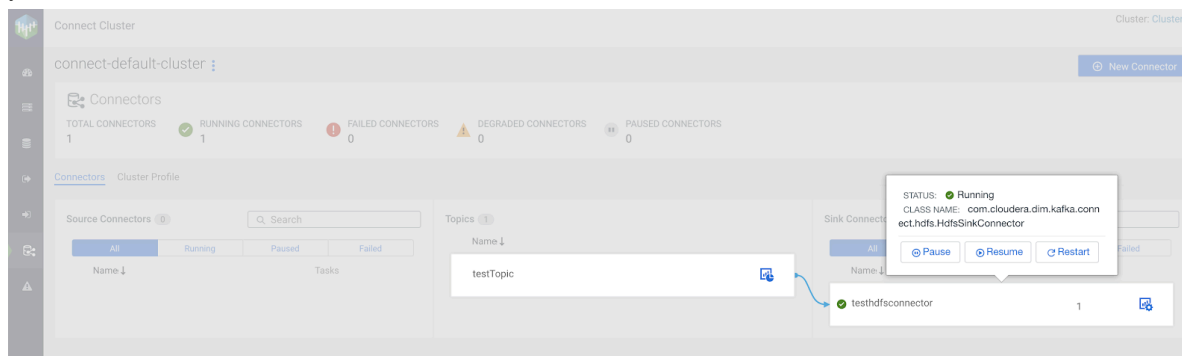 Connect Cluster
Cluster: Cluster
connect-default-cluster
New Connector
Connectors
TOTAL CONNECTORS
1
RUNNING CONNECTORS
1
FAILED CONNECTORS
0
DEGRADED CONNECTORS
0
PAUSED CONNECTORS
0
Connectors Cluster Profile
Source Connectors 0
Search
All Running Paused Failed
Name↓ Tasks
Topics 1
Name↓
testTopic
Sink Connecto
All
Failed
Name↓
STATUS: Running
CLASS NAME: com.cloudera.dim.kafka.conn
ect.hdfs.HdfsSinkConnector
Pause Resume Restart
testhdfsconnector 1